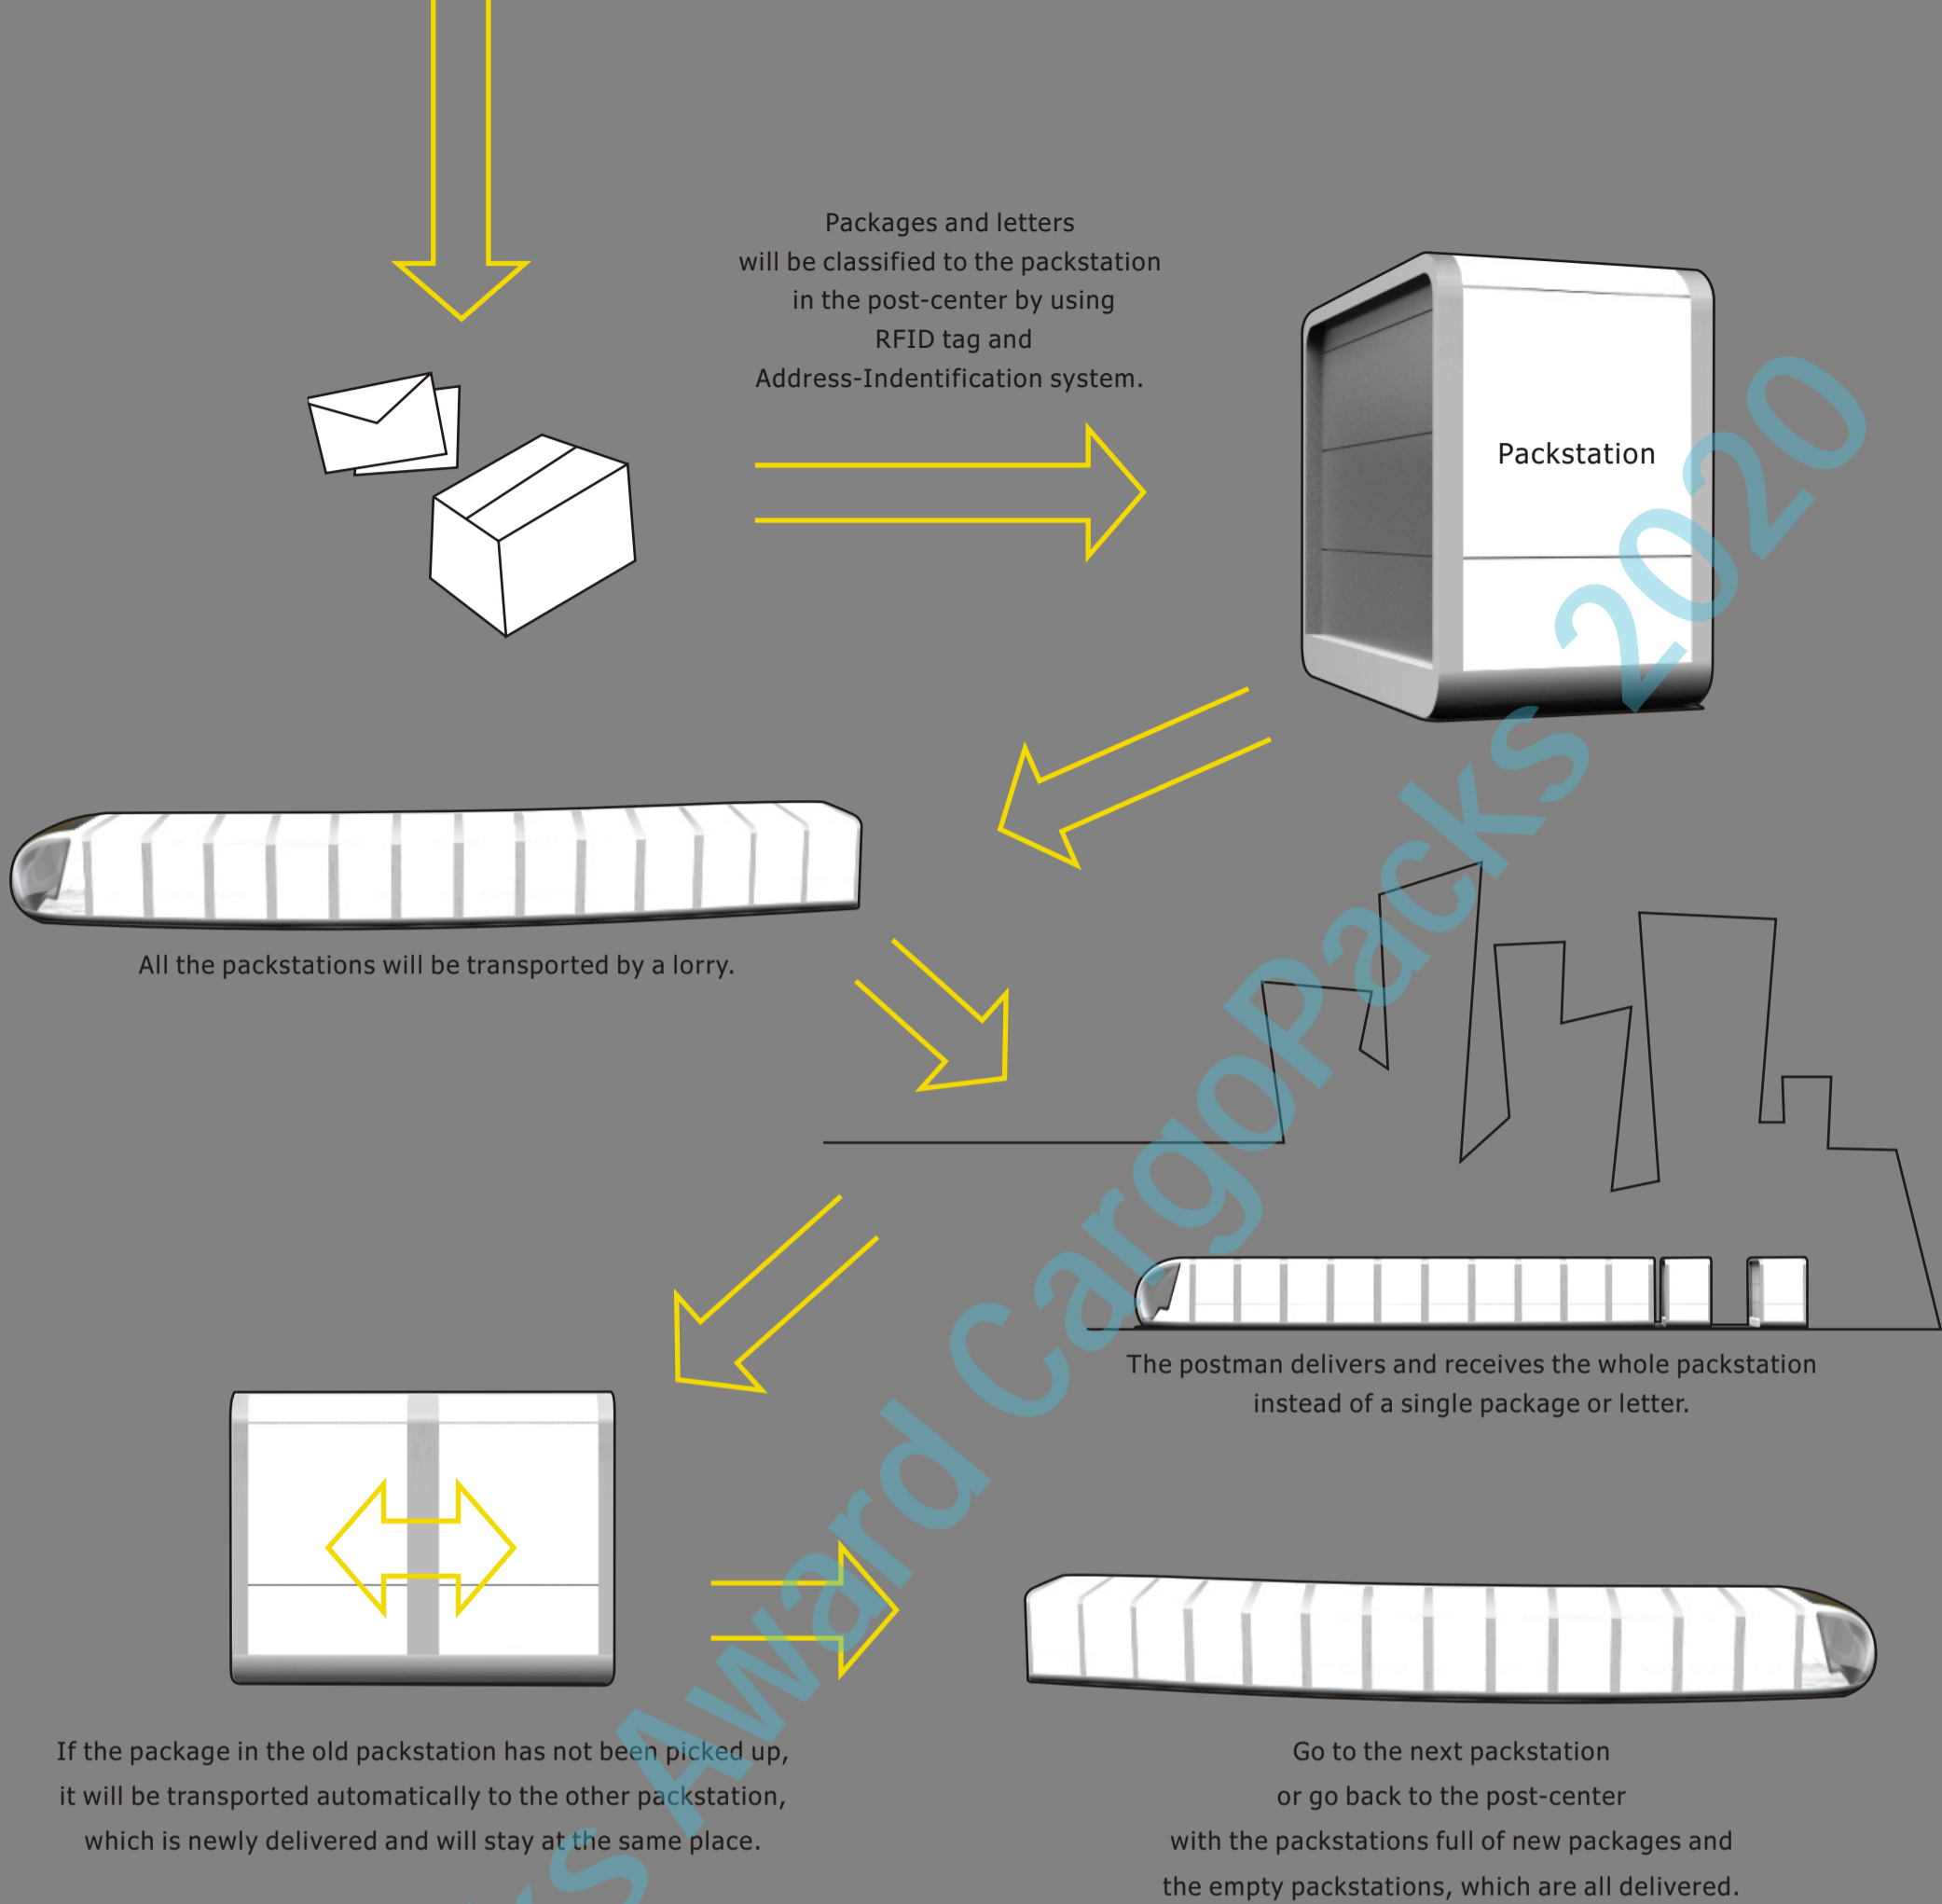 Packages and letters
will be classified to the packstation
in the post-center by using
RFID tag and
Address-Indentification system.
Packstation
All the packstations will be transported by a lorry.
The postman delivers and receives the whole packstation
instead of a single package or letter.
If the package in the old packstation has not been picked up,
it will be transported automatically to the other packstation,
which is newly delivered and will stay at the same place.
Go to the next packstation
or go back to the post-center
with the packstations full of new packages and
the empty packstations, which are all delivered.
Award CargoPacks 2020